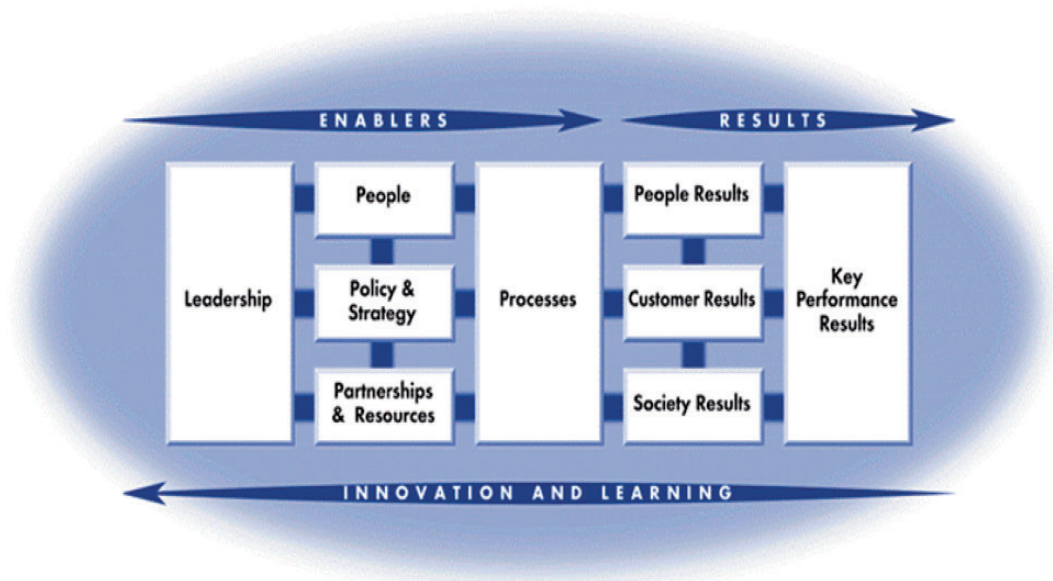 ENABLERS
RESULTS
Leadership
People
Policy &
Strategy
Partnerships
& Resources
Processes
People Results
Customer Results
Society Results
Key
Performance
Results
INNOVATION AND LEARNING